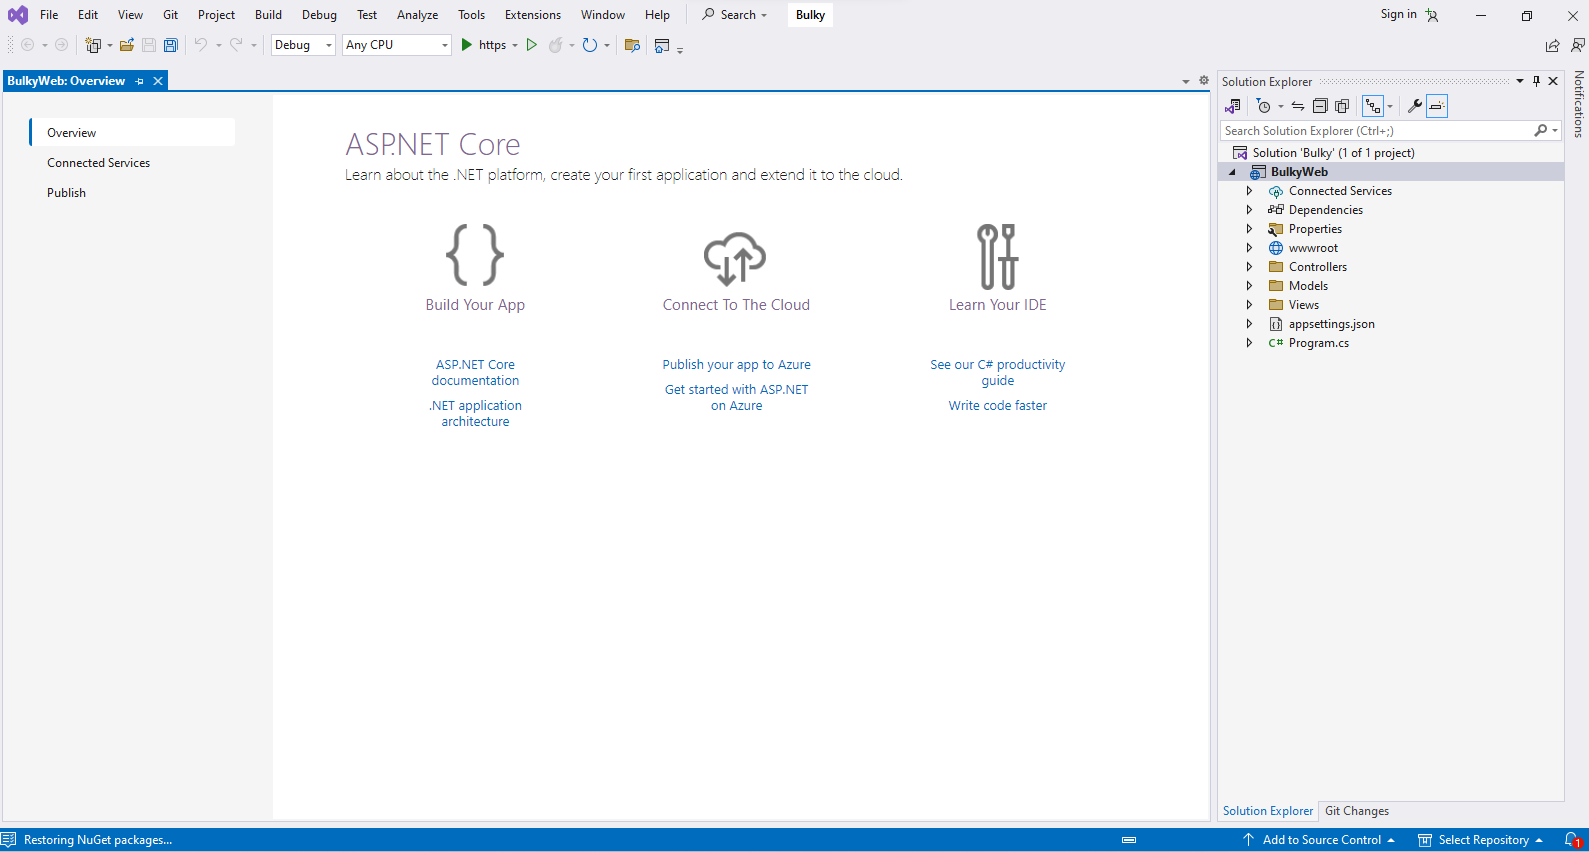 File Edit View Git Project Build Debug Test Analyze Tools Extensions Window Help Search Bulky Sign in
Debug Any CPU https
BulkyWeb: Overview
Overview
Connected Services
Publish
ASP.NET Core
Learn about the .NET platform, create your first application and extend it to the cloud.
Build Your App
ASP.NET Core
documentation
.NET application
architecture
Connect To The Cloud
Publish your app to Azure
Get started with ASP.NET
on Azure
Learn Your IDE
See our C# productivity
guide
Write code faster
Solution Explorer
Search Solution Explorer (Ctrl+;)
Solution 'Bulky' (1 of 1 project)
BulkyWeb
Connected Services
Dependencies
Properties
wwwroot
Controllers
Models
Views
appsettings.json
C# Program.cs
Solution Explorer Git Changes
Notifications
Restoring NuGet packages... Add to Source Control Select Repository 1